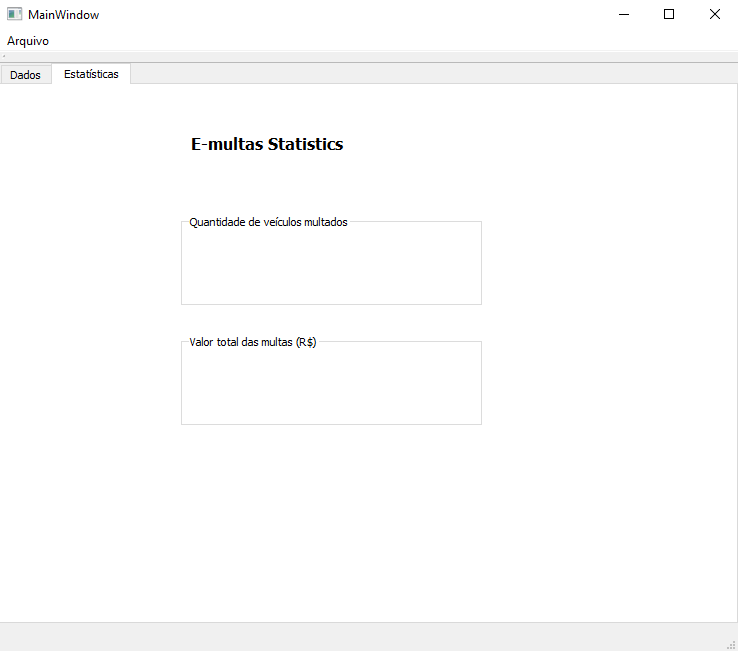 MainWindow
Arquivo
Dados
Estatísticas
E-multas Statistics
Quantidade de veículos multados
Valor total das multas (R$)